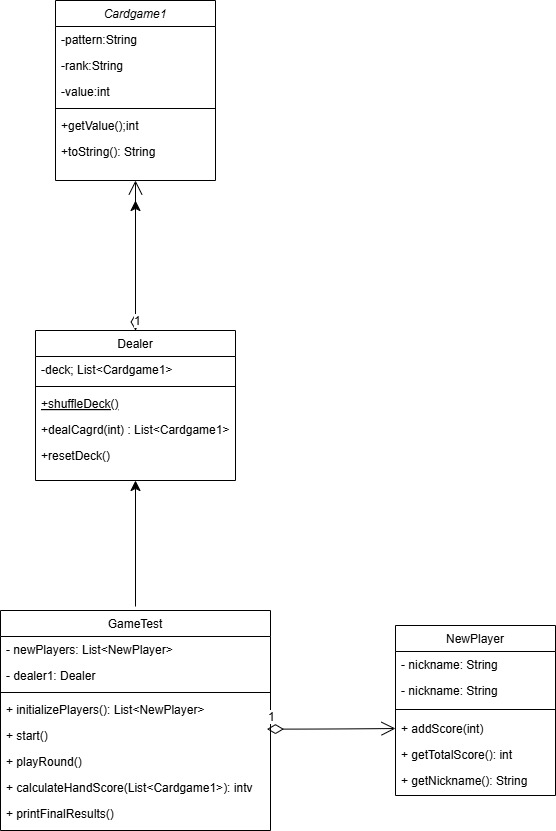 Cardgame1
-pattern:String
-rank:String
-value:int
+getValue();int
+toString(): String
1
Dealer
-deck; List<Cardgame1>
+shuffleDeck()
+dealCagrd(int) : List<Cardgame1>
+resetDeck()
GameTest
- newPlayers: List<NewPlayer>
- dealer1: Dealer
+ initializePlayers(): List<NewPlayer>
+ start()
+ playRound()
+ calculateHandScore(List<Cardgame1>): intv
+ printFinalResults()
1
NewPlayer
- nickname: String
- nickname: String
+ addScore(int)
+ getTotalScore(): int
+ getNickname(): String